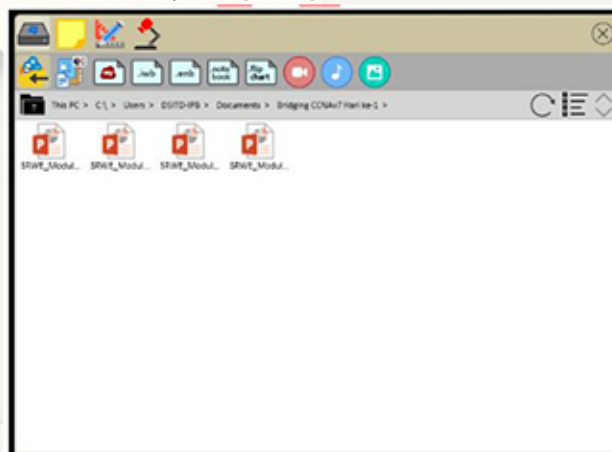 .iwb .enb note book flip chart
This PC > C:\ > Users > DSITD-IPB > Documents > Bridging CCNAv7 Hari ke-1 >
SRWE_Modul... SRWE_Modul... SRWE_Modul... SRWE_Modul...